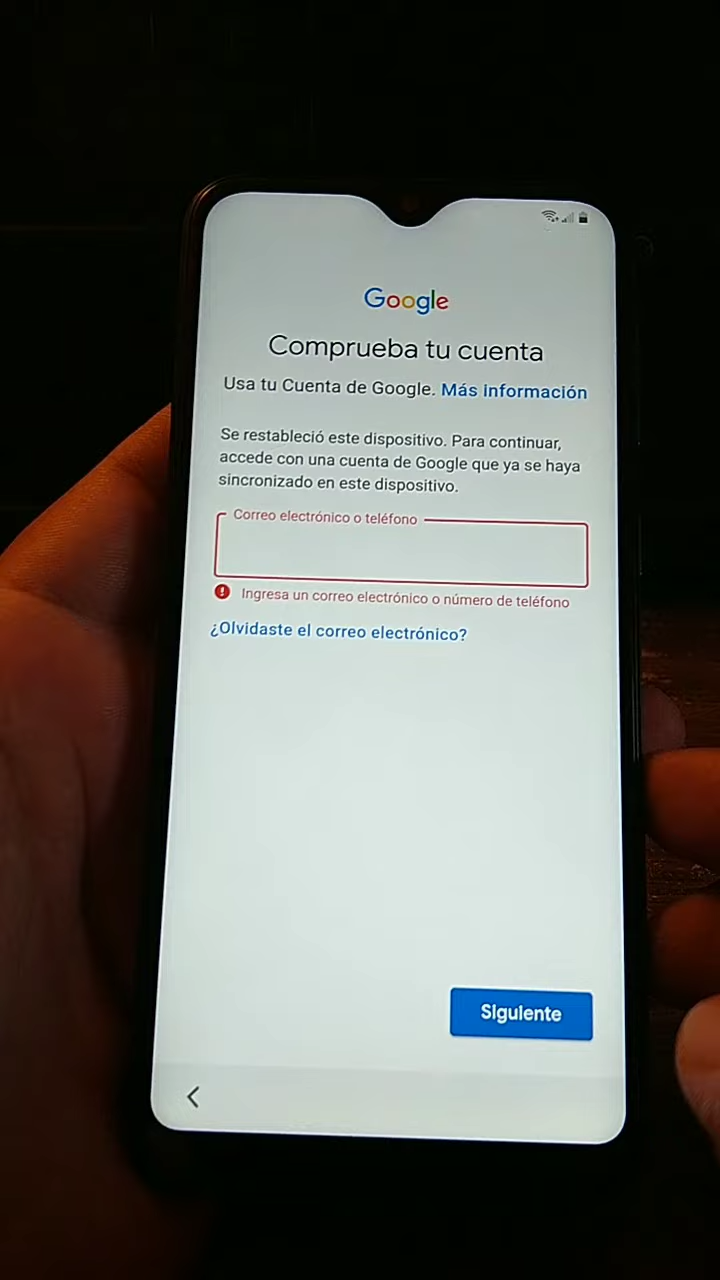 Google
Comprueba tu cuenta
Usa tu Cuenta de Google. Más información
Se restableció este dispositivo. Para continuar,
accede con una cuenta de Google que ya se haya
sincronizado en este dispositivo.
Correo electrónico o teléfono
Ingresa un correo electrónico o número de teléfono
¿Olvidaste el correo electrónico?
Siguiente